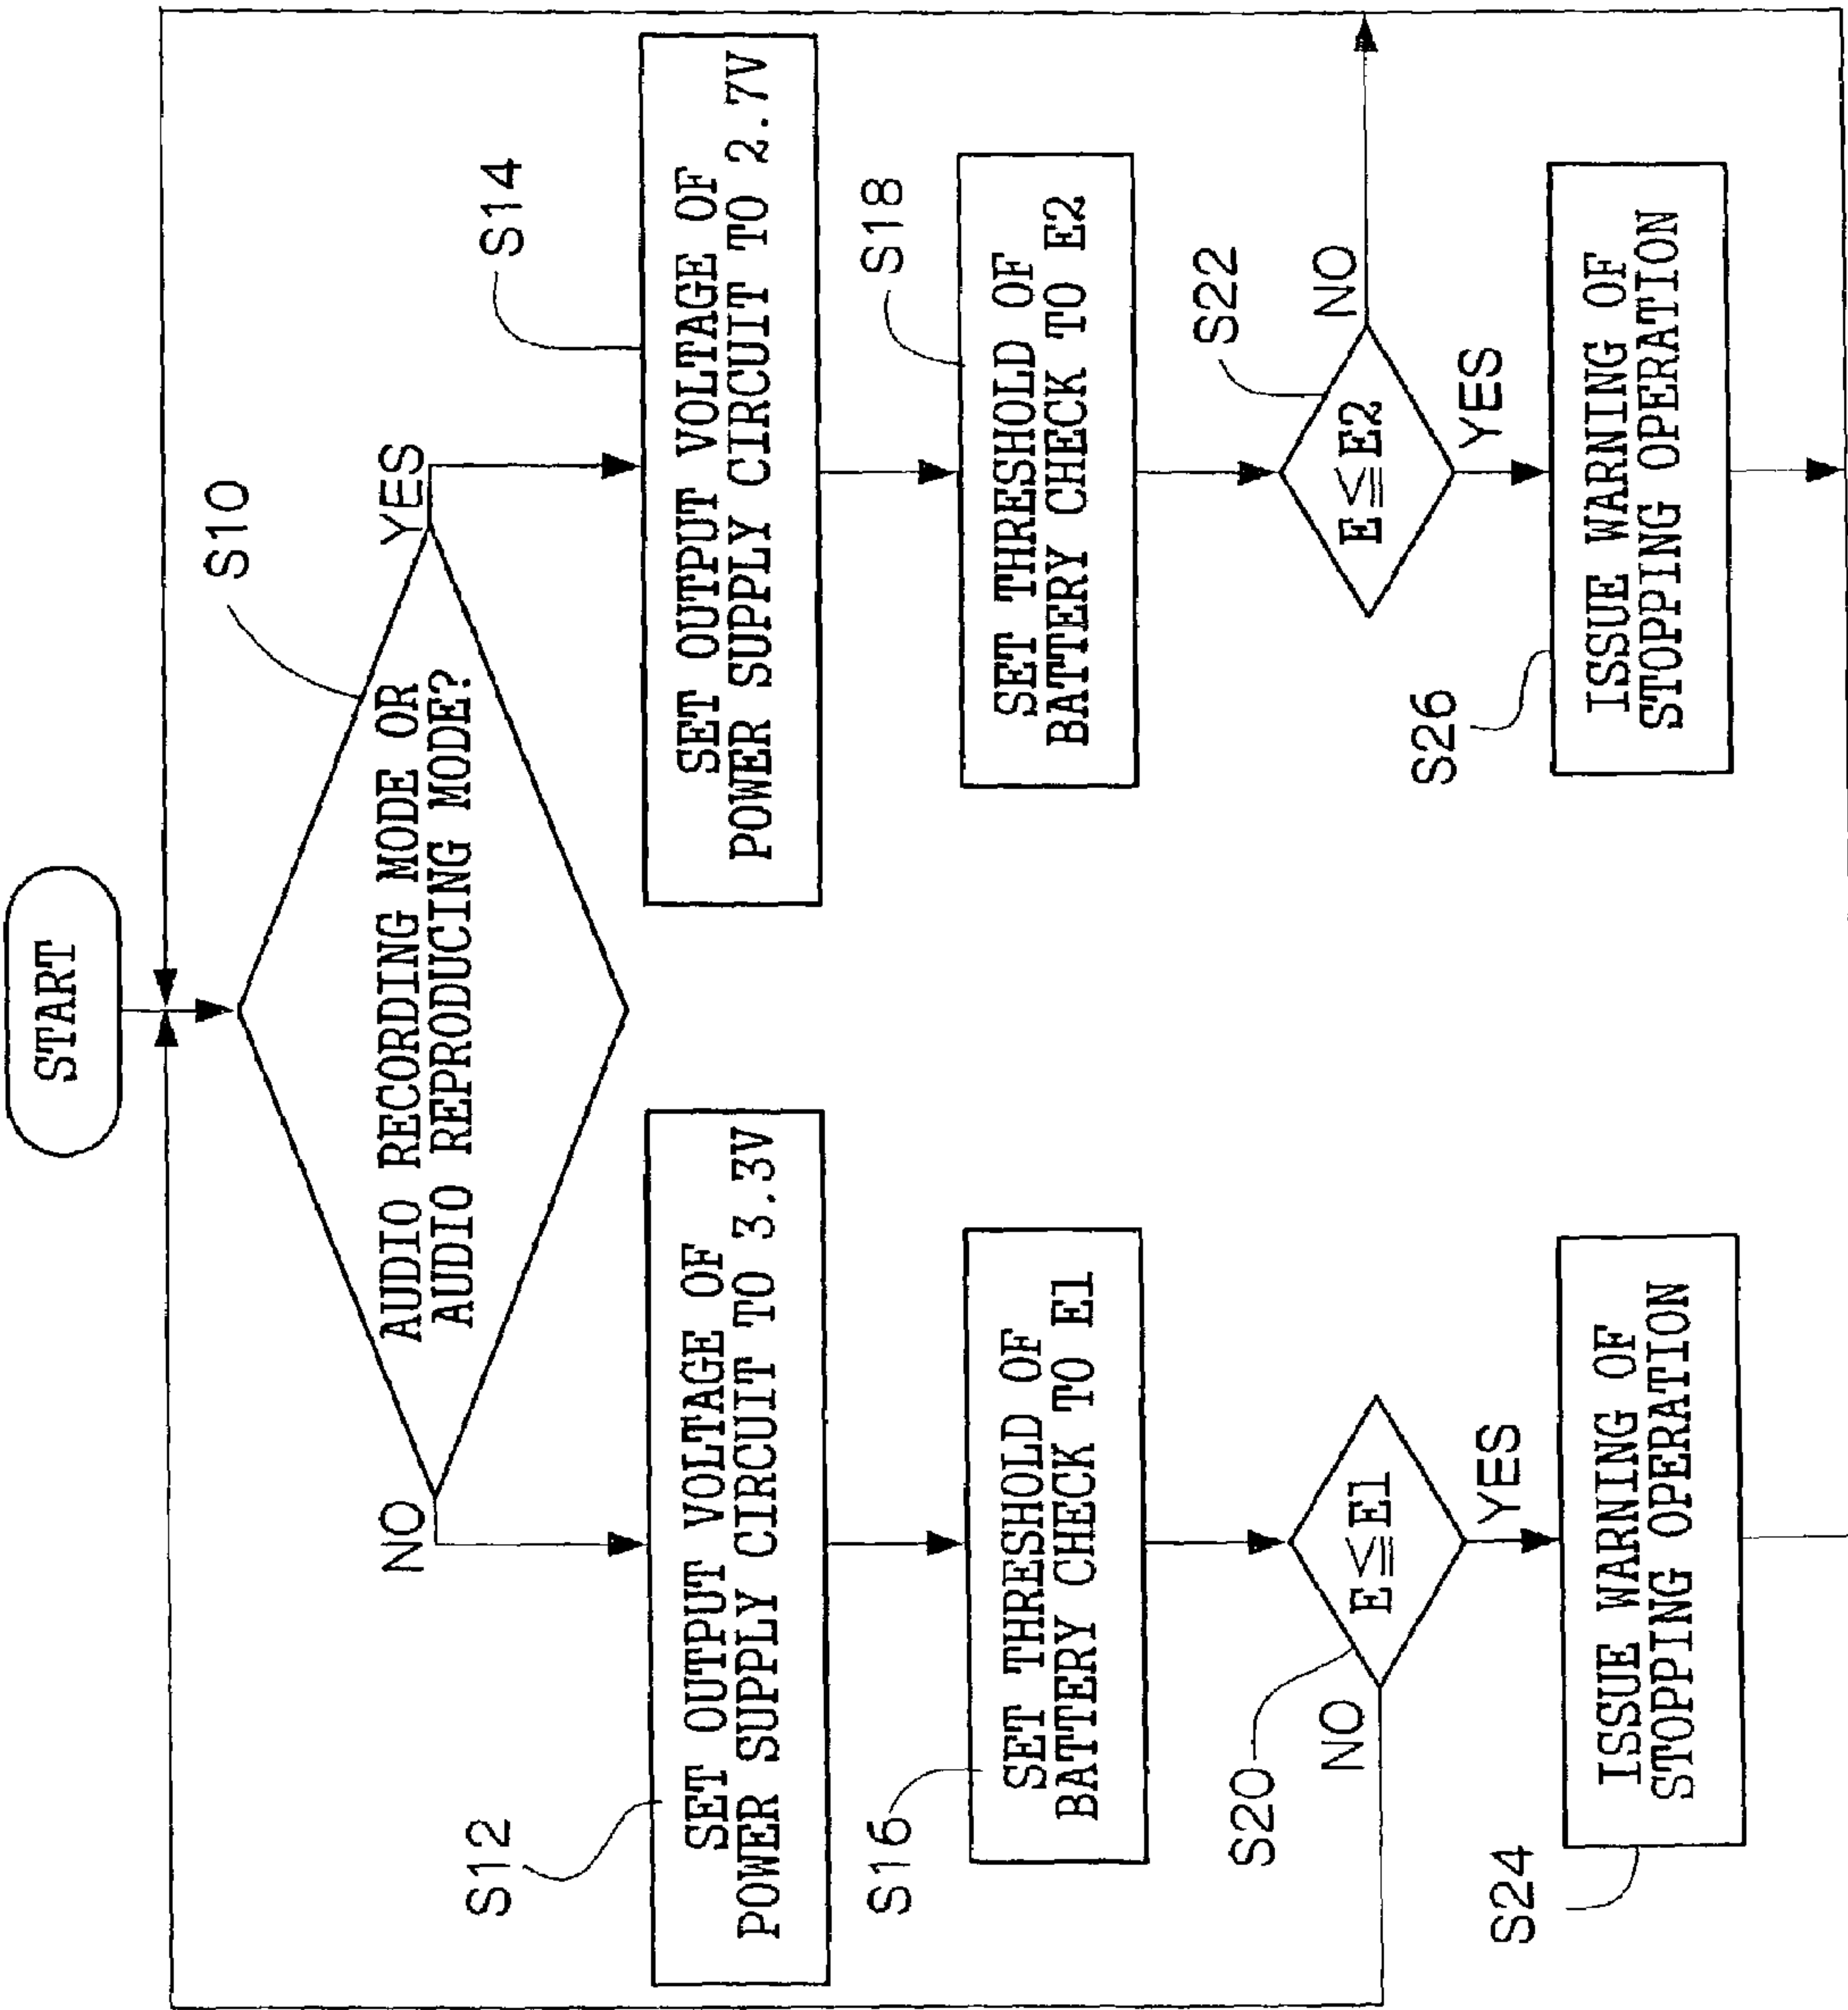 START
S10
AUDIO RECORDING MODE OR
AUDIO REPRODUCING MODE?
NO
YES
S12
SET OUTPUT VOLTAGE OF
POWER SUPPLY CIRCUIT TO 3.3V
S14
SET OUTPUT VOLTAGE OF
POWER SUPPLY CIRCUIT TO 2.7V
S16
SET THRESHOLD OF
BATTERY CHECK TO E1
S18
SET THRESHOLD OF
BATTERY CHECK TO E2
S20
E≦E1
NO
YES
S22
E≦E2
NO
YES
S24
ISSUE WARNING OF
STOPPING OPERATION
S26
ISSUE WARNING OF
STOPPING OPERATION